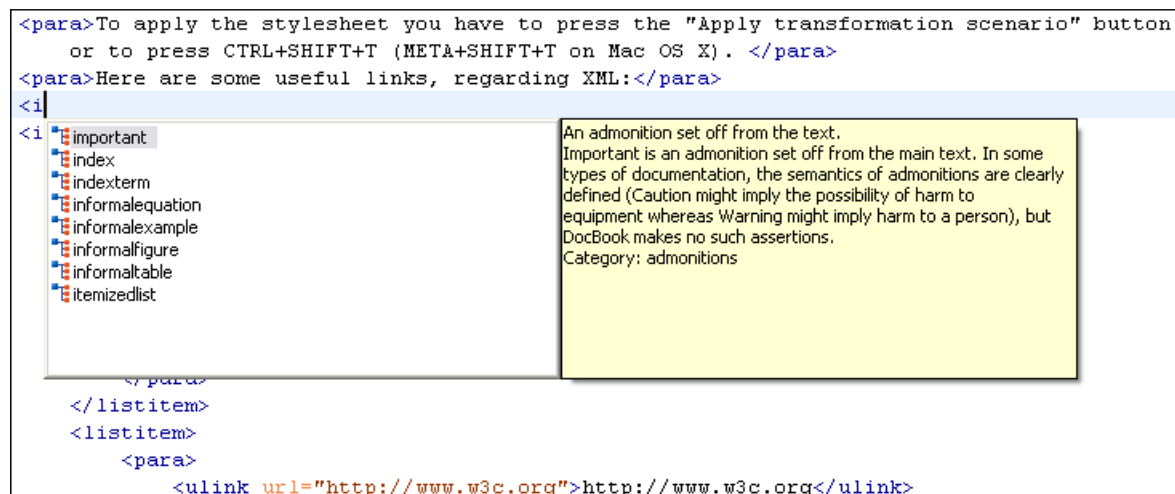 <para>To apply the stylesheet you have to press the "Apply transformation scenario" button
or to press CTRL+SHIFT+T (META+SHIFT+T on Mac OS X). </para>
<para>Here are some useful links, regarding XML:</para>
<i
<i
important
index
indexterm
informalequation
informalexample
informalfigure
informaltable
itemizedlist
An admonition set off from the text.
Important is an admonition set off from the main text. In some
types of documentation, the semantics of admonitions are clearly
defined (Caution might imply the possibility of harm to
equipment whereas Warning might imply harm to a person), but
DocBook makes no such assertions.
Category: admonitions
</para>
</listitem>
<listitem>
<para>
<ulink url="http://www.w3c.org">http://www.w3c.org</ulink>